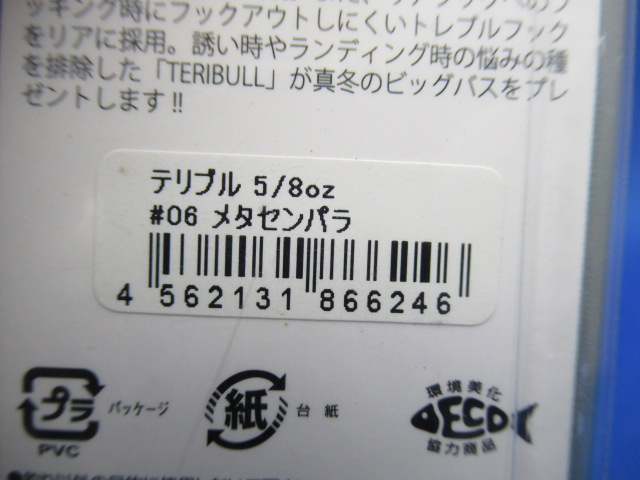 ッキング時にフックアウトしにくいトレブルフック
をリアに採用。誘い時やランディング時の悩みの種
を排除した「TERIBULL」が真冬のビッグバスをプレ
ゼントします!!
テリブル 5/8oz
#06 メタセンパラ
4 562131 866246
プラ パッケージ
PVC
紙 台紙
環境美化
ECO
協力商品